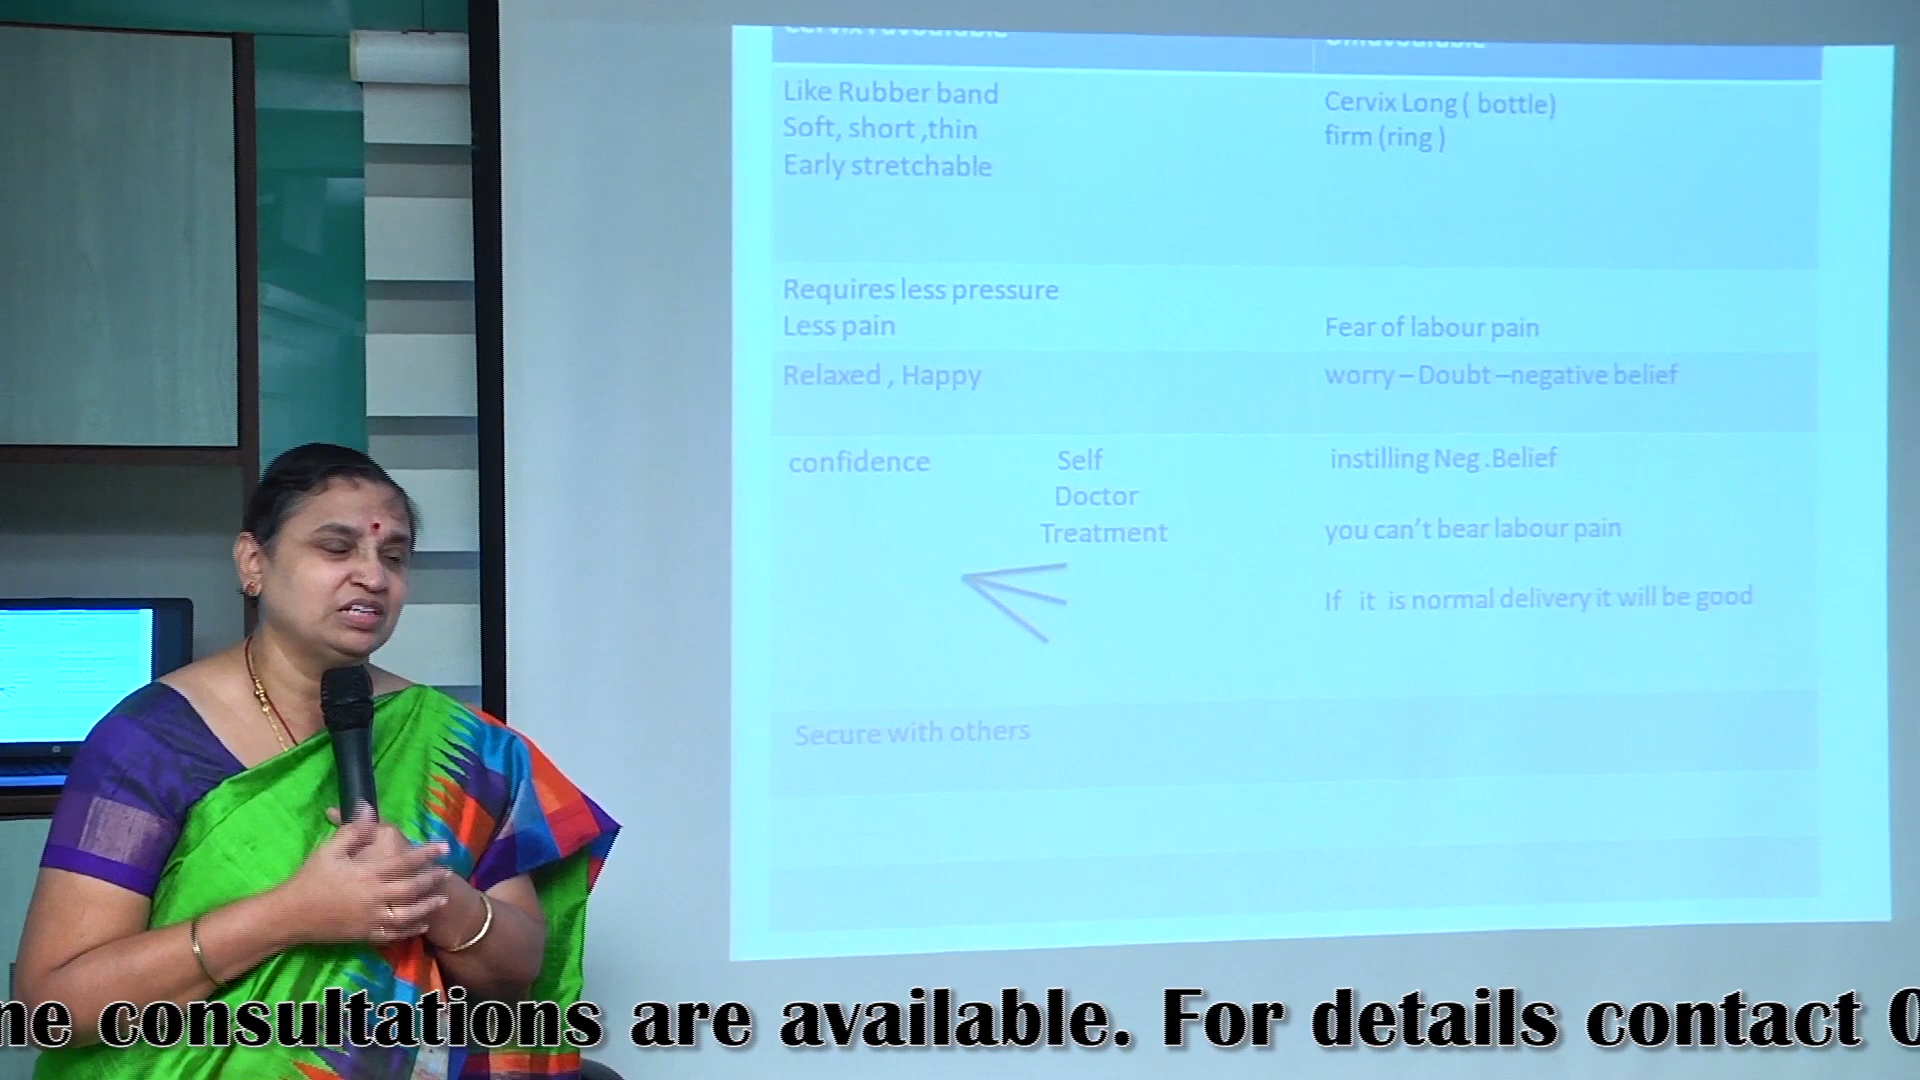 Cervix Favourable
Unfavourable
Like Rubber band
Soft, short ,thin
Early stretchable
Cervix Long ( bottle)
firm (ring )
Requires less pressure
Less pain
Fear of labour pain
Relaxed , Happy
worry – Doubt –negative belief
confidence
Self
Doctor
Treatment
instilling Neg .Belief
you can’t bear labour pain
If it is normal delivery it will be good
Secure with others
ne consultations are available. For details contact